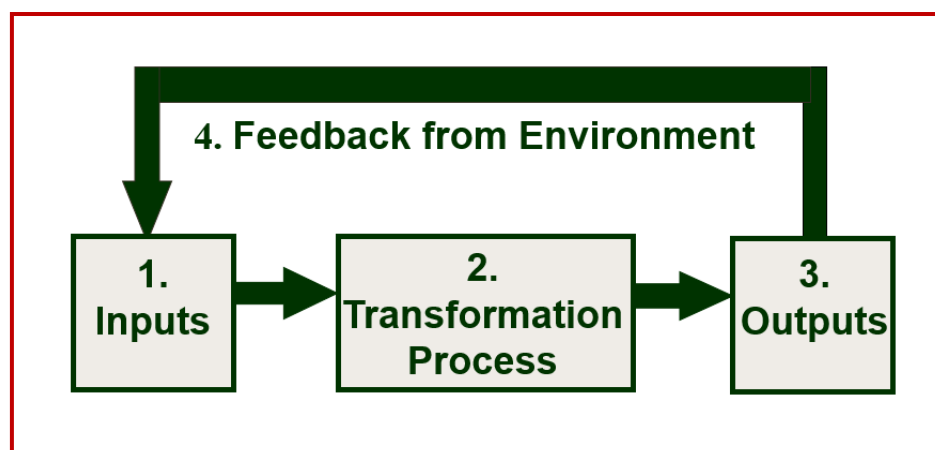 4. Feedback from Environment
1.
Inputs
2.
Transformation
Process
3.
Outputs